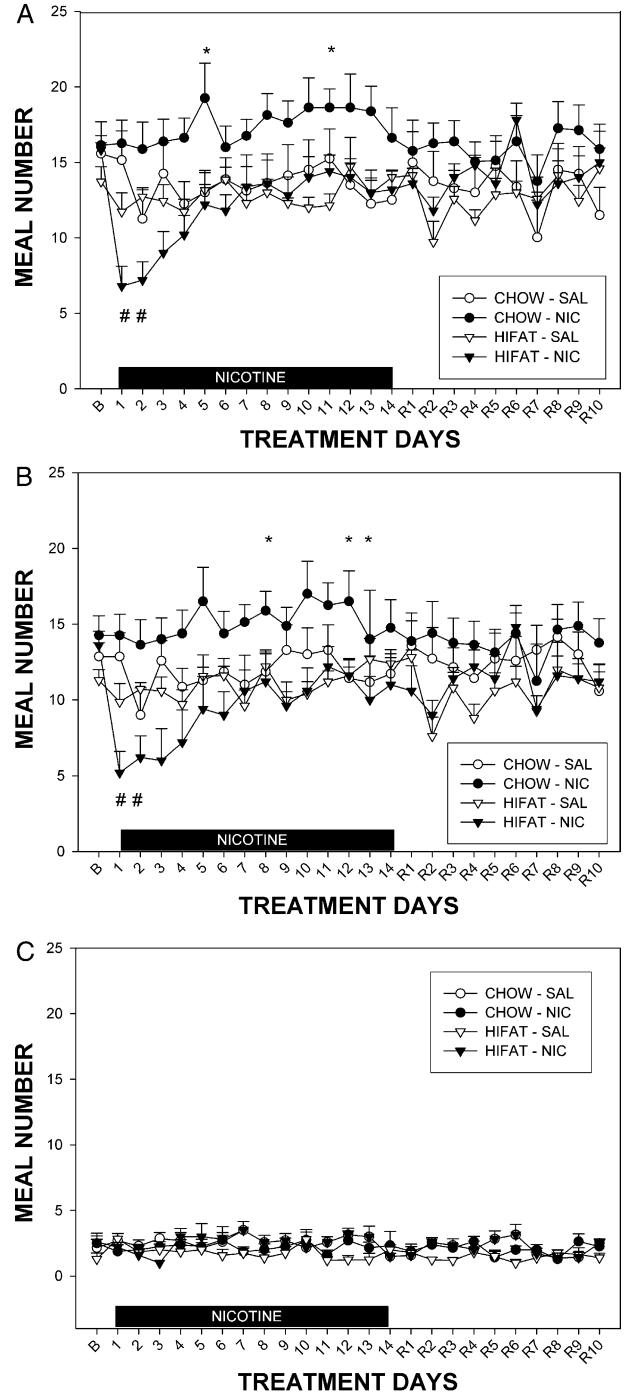 A
25
20
15
10
5
0
MEAL NUMBER
*
*
# #
CHOW - SAL
CHOW - NIC
HIFAT - SAL
HIFAT - NIC
NICOTINE
B 1 2 3 4 5 6 7 8 9 10 11 12 13 14 R1 R2 R3 R4 R5 R6 R7 R8 R9 R10
TREATMENT DAYS
B
25
20
15
10
5
0
MEAL NUMBER
* * *
# #
CHOW - SAL
CHOW - NIC
HIFAT - SAL
HIFAT - NIC
NICOTINE
B 1 2 3 4 5 6 7 8 9 10 11 12 13 14 R1 R2 R3 R4 R5 R6 R7 R8 R9 R10
TREATMENT DAYS
C
25
20
15
10
5
0
MEAL NUMBER
CHOW - SAL
CHOW - NIC
HIFAT - SAL
HIFAT - NIC
NICOTINE
B 1 2 3 4 5 6 7 8 9 10 11 12 13 14 R1 R2 R3 R4 R5 R6 R7 R8 R9 R10
TREATMENT DAYS